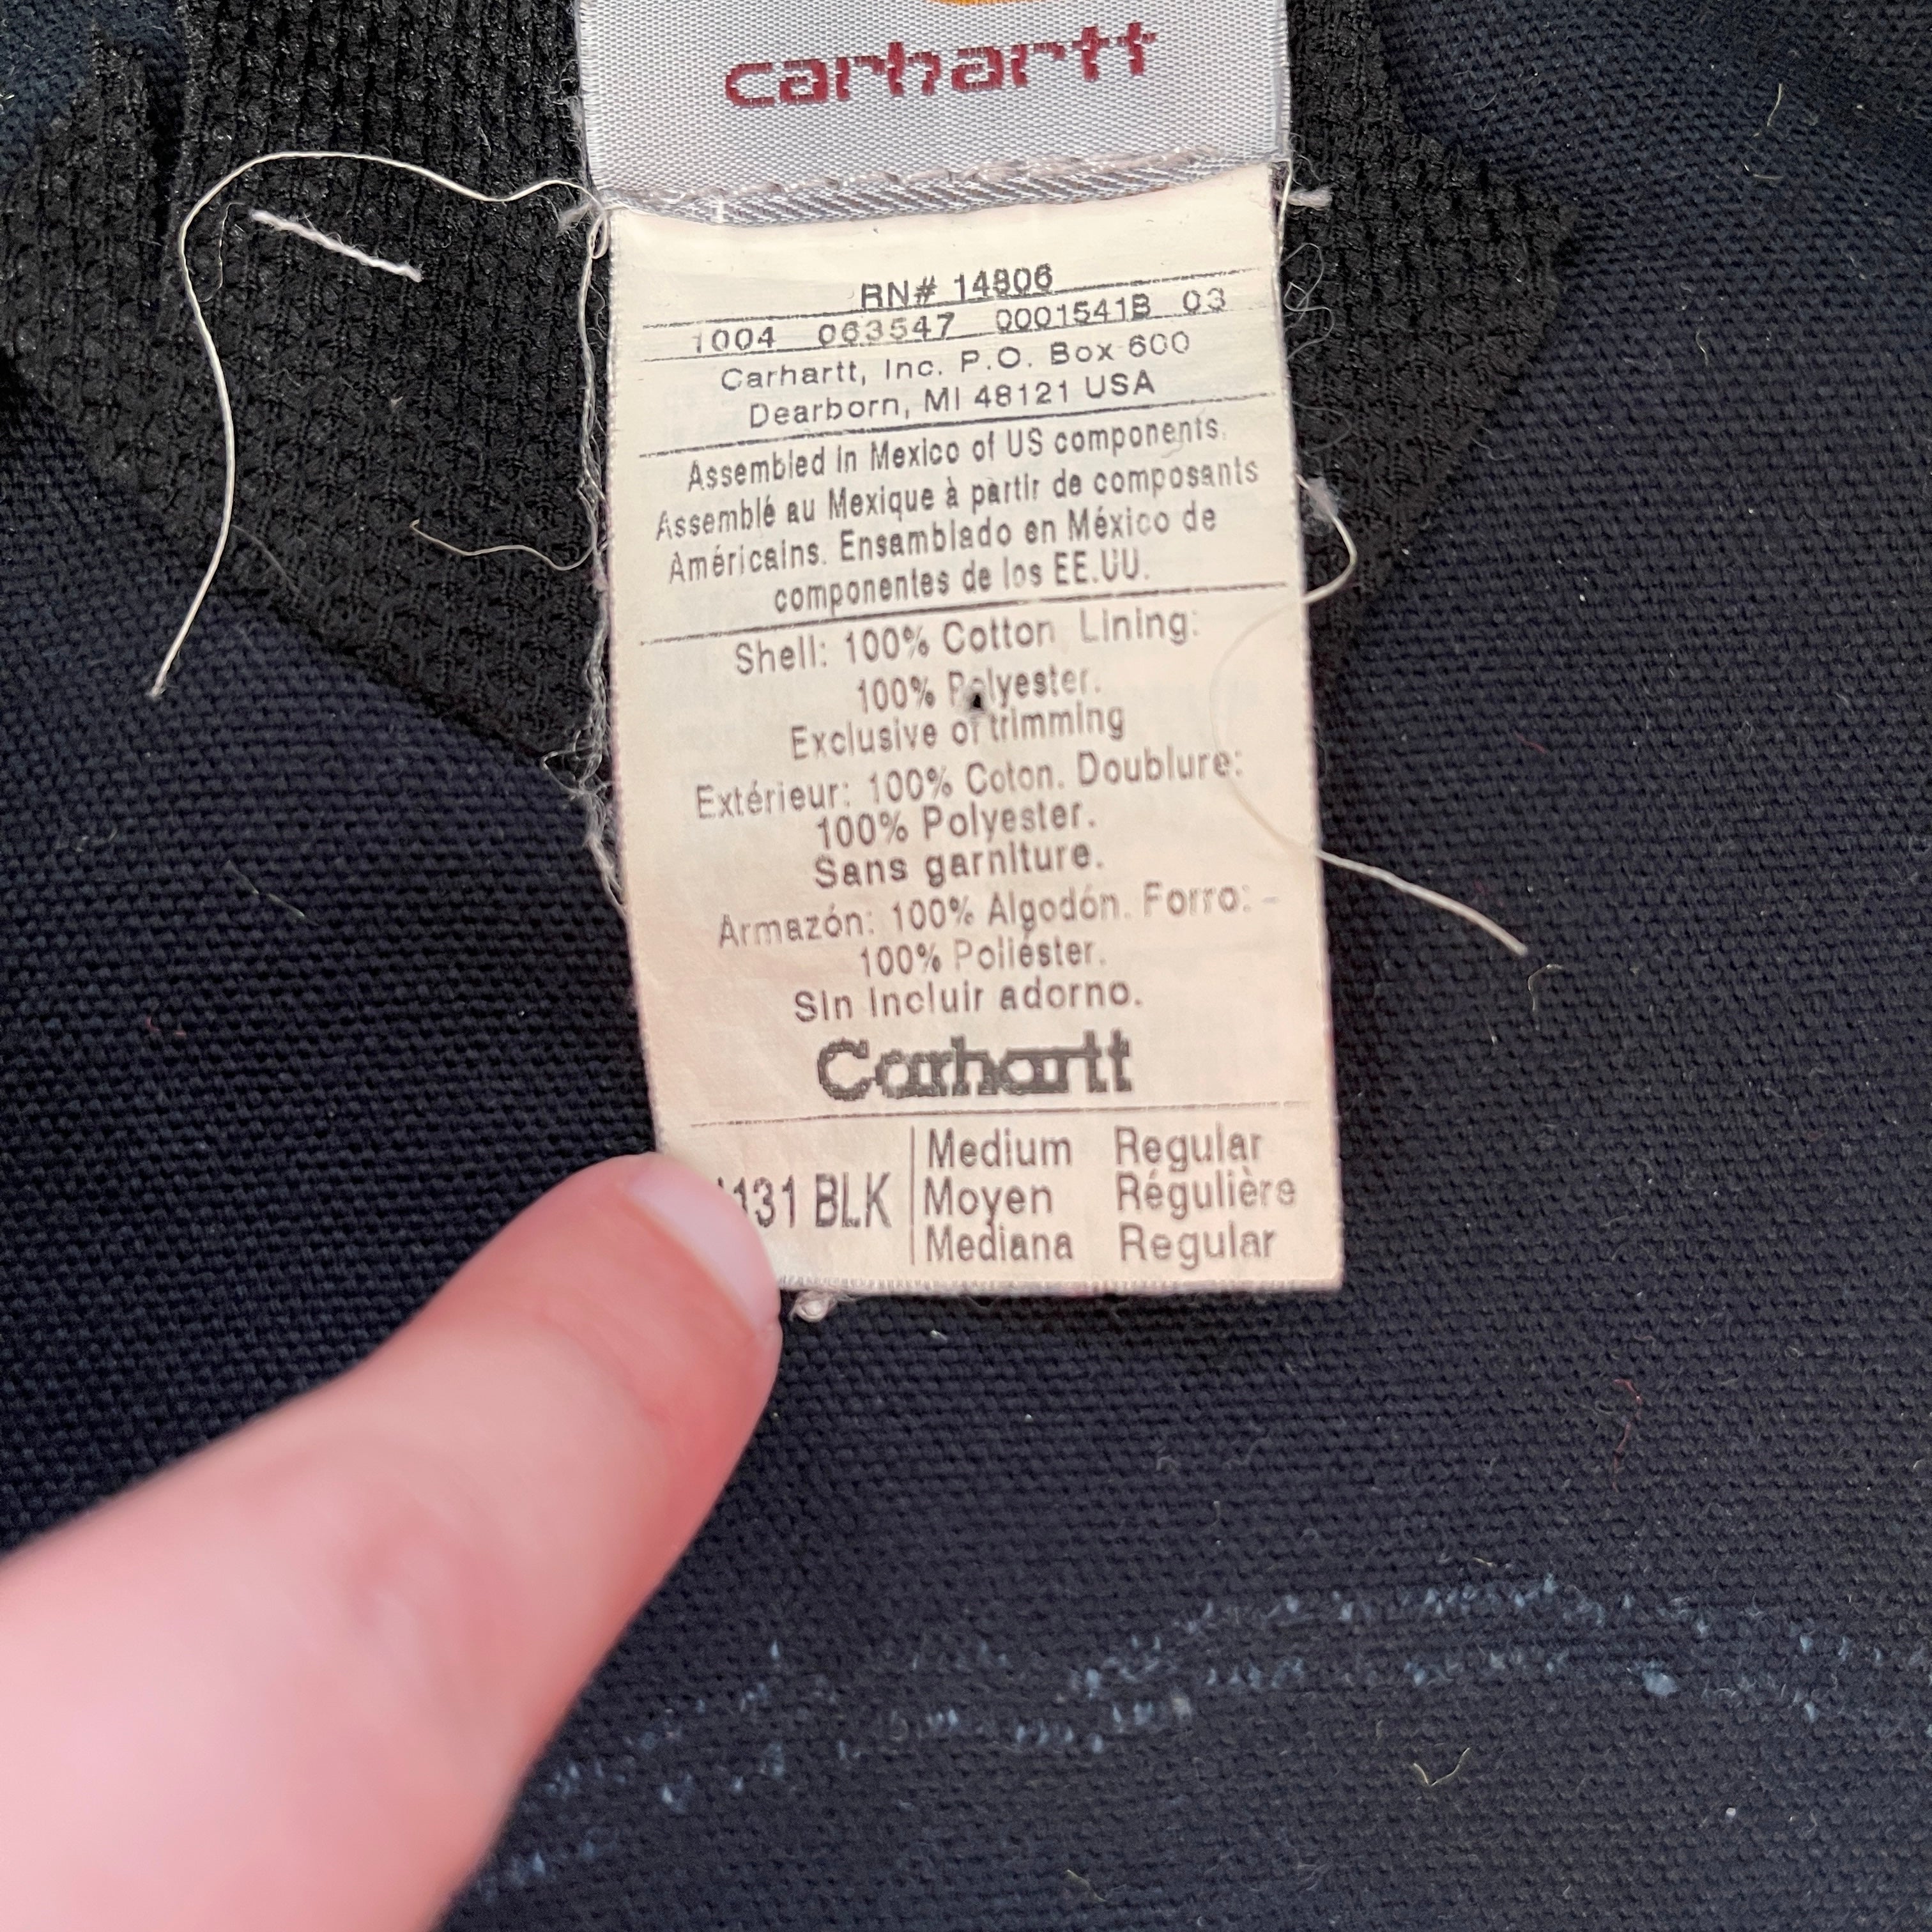 carhartt
RN# 14806
1004 063547 0001541B 03
Carhartt, Inc. P.O. Box 600
Dearborn, MI 48121 USA
Assembled in Mexico of US components.
Assemblé au Mexique à partir de composants
Américains. Ensamblado en México de
componentes de los EE.UU.
Shell: 100% Cotton Lining:
100% Polyester.
Exclusive of trimming
Extérieur: 100% Coton. Doublure:
100% Polyester.
Sans garniture.
Armazón: 100% Algodón. Forro: -
100% Poliéster.
Sin incluir adorno.
Carhartt
131 BLK
Medium Regular
Moyen Régulière
Mediana Regular